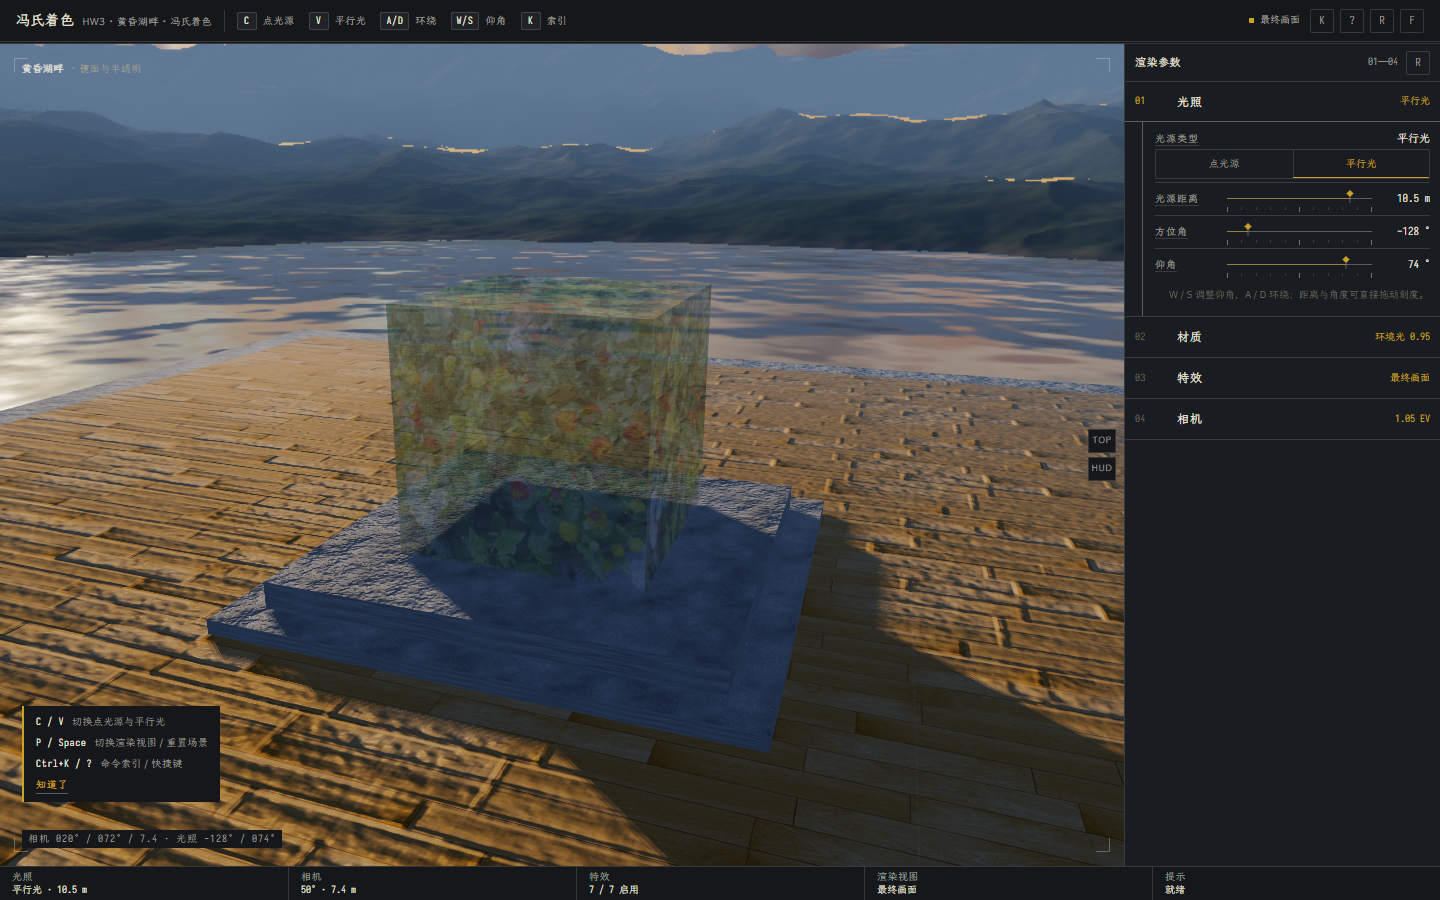 冯氏着色 HW3・黄昏湖畔・冯氏着色 C 点光源 V 平行光 A/D 环绕 W/S 仰角 K 索引 最终画面 K ? R F
黄昏湖畔 · 镜面与半透明
渲染参数 01—04 R
01 光照 平行光
光源类型 平行光
点光源 平行光
光源距离 10.5 m
方位角 -128 °
仰角 74 °
W / S 调整仰角，A / D 环绕；距离与角度可直接拖动刻度。
02 材质 环境光 0.95
03 特效 最终画面
04 相机 1.05 EV
TOP
HUD
C / V 切换点光源与平行光
P / Space 切换渲染视图 / 重置场景
Ctrl+K / ? 命令索引 / 快捷键
知道了
相机 020° / 072° / 7.4 · 光照 -128° / 074°
光照 相机 特效 渲染视图 提示
平行光 · 10.5 m 50° · 7.4 m 7 / 7 启用 最终画面 就绪